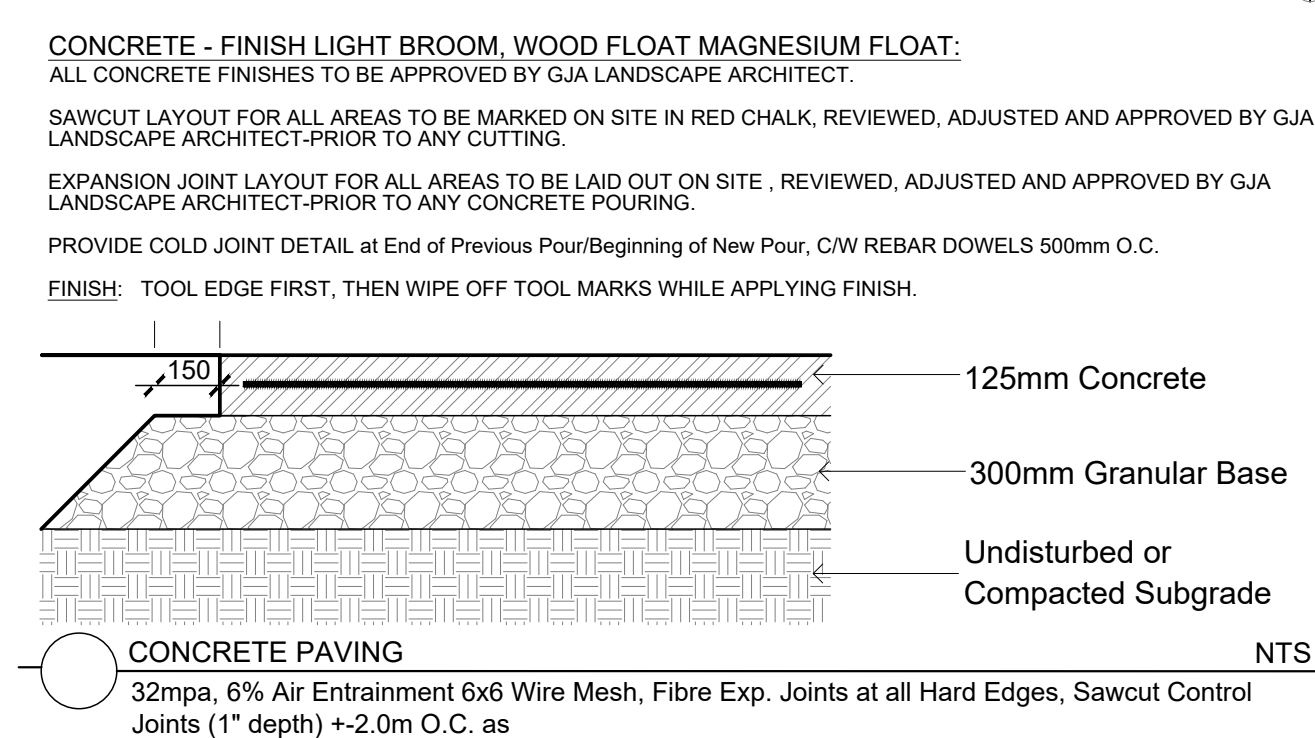 CONCRETE - FINISH LIGHT BROOM, WOOD FLOAT MAGNESIUM FLOAT:
ALL CONCRETE FINISHES TO BE APPROVED BY GJA LANDSCAPE ARCHITECT.
SAWCUT LAYOUT FOR ALL AREAS TO BE MARKED ON SITE IN RED CHALK, REVIEWED, ADJUSTED AND APPROVED BY GJA
LANDSCAPE ARCHITECT-PRIOR TO ANY CUTTING.
EXPANSION JOINT LAYOUT FOR ALL AREAS TO BE LAID OUT ON SITE , REVIEWED, ADJUSTED AND APPROVED BY GJA
LANDSCAPE ARCHITECT-PRIOR TO ANY CONCRETE POURING.
PROVIDE COLD JOINT DETAIL at End of Previous Pour/Beginning of New Pour, C/W REBAR DOWELS 500mm O.C.
FINISH: TOOL EDGE FIRST, THEN WIPE OFF TOOL MARKS WHILE APPLYING FINISH.
150
125mm Concrete
300mm Granular Base
Undisturbed or
Compacted Subgrade
CONCRETE PAVING NTS
32mpa, 6% Air Entrainment 6x6 Wire Mesh, Fibre Exp. Joints at all Hard Edges, Sawcut Control
Joints (1" depth) +-2.0m O.C. as